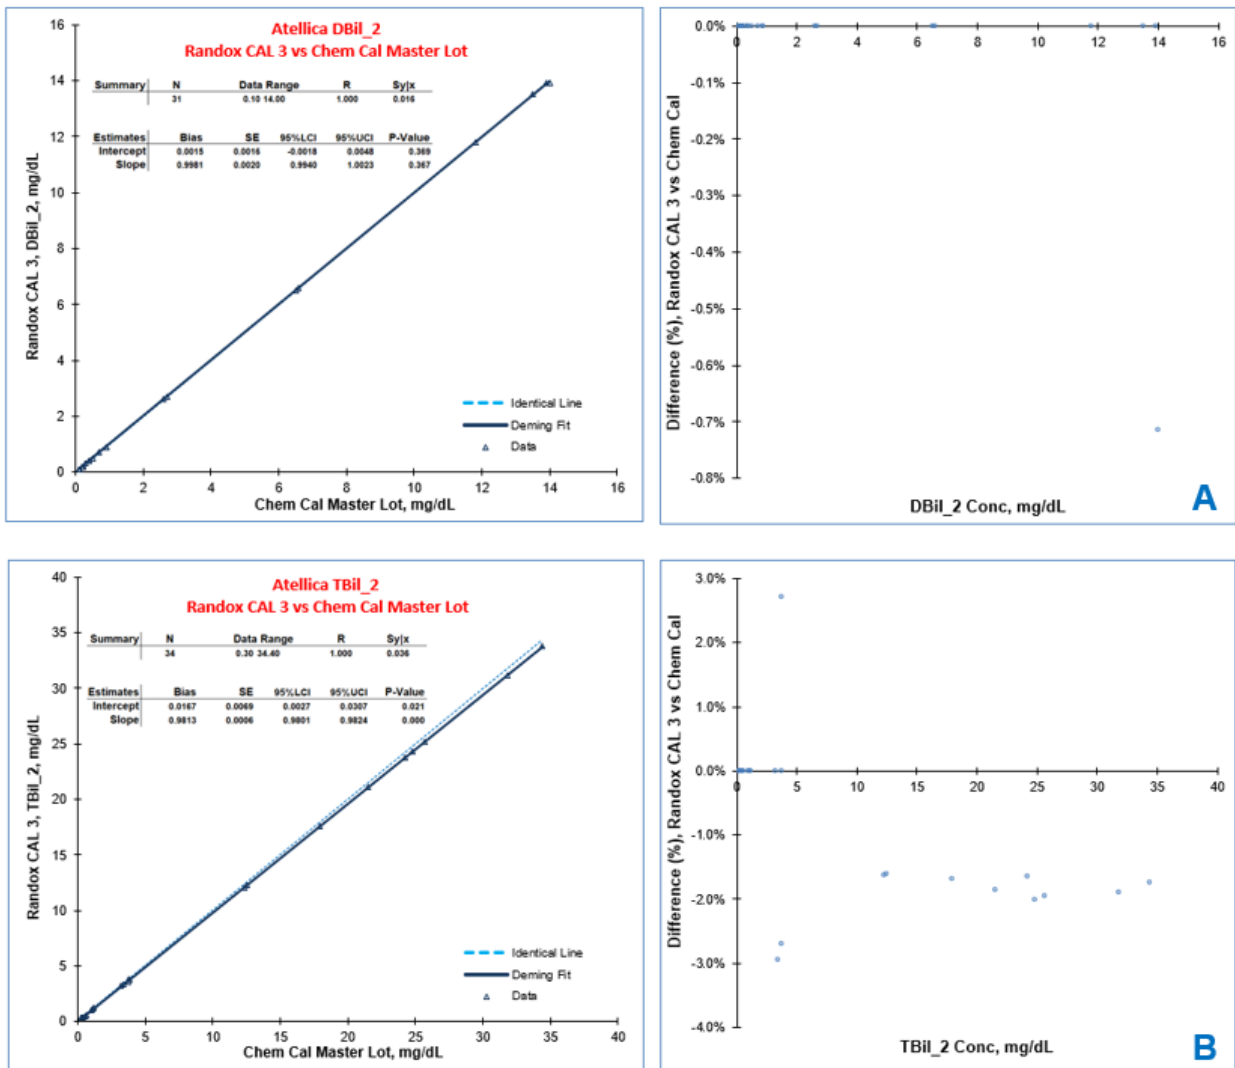 Atellica DBil_2
Randox CAL 3 vs Chem Cal Master Lot
Summary N Data Range R Sy|x
31 0.10 14.00 1.000 0.016
Estimates Bias SE 95%LCI 95%UCI P-Value
Intercept 0.0015 0.0016 -0.0018 0.0048 0.369
Slope 0.9981 0.0020 0.9940 1.0023 0.367
Randox CAL 3, DBil_2, mg/dL
16
14
12
10
8
6
4
2
0
Identical Line
Deming Fit
Data
0 2 4 6 8 10 12 14 16
Chem Cal Master Lot, mg/dL
Difference (%), Randox CAL 3 vs Chem Cal
0.0%
-0.1%
-0.2%
-0.3%
-0.4%
-0.5%
-0.6%
-0.7%
-0.8%
0 2 4 6 8 10 12 14 16
DBil_2 Conc, mg/dL
A
Atellica TBil_2
Randox CAL 3 vs Chem Cal Master Lot
Summary N Data Range R Sy|x
34 0.30 34.40 1.000 0.036
Estimates Bias SE 95%LCI 95%UCI P-Value
Intercept 0.0167 0.0069 0.0027 0.0307 0.021
Slope 0.9813 0.0006 0.9801 0.9824 0.000
Randox CAL 3, TBil_2, mg/dL
40
35
30
25
20
15
10
5
0
Identical Line
Deming Fit
Data
0 5 10 15 20 25 30 35 40
Chem Cal Master Lot, mg/dL
Difference (%), Randox CAL 3 vs Chem Cal
3.0%
2.0%
1.0%
0.0%
-1.0%
-2.0%
-3.0%
-4.0%
0 5 10 15 20 25 30 35 40
TBil_2 Conc, mg/dL
B